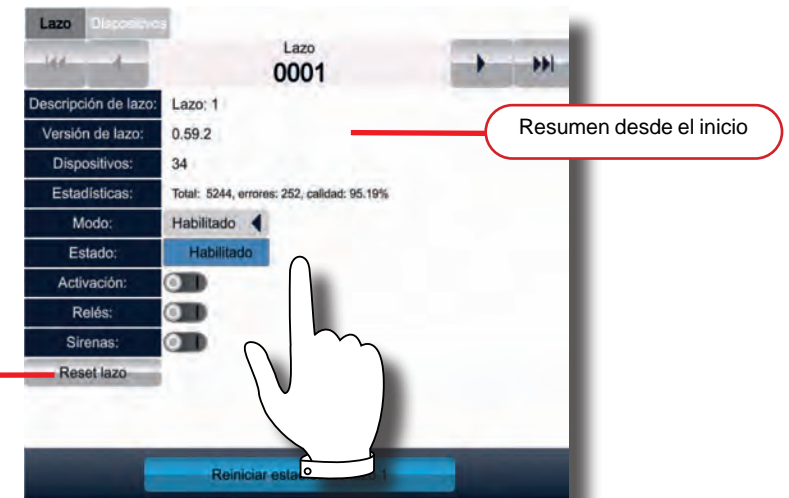 Lazo Dispositivos
Lazo
0001
Descripción de lazo: Lazo: 1
Versión de lazo: 0.59.2
Dispositivos: 34
Estadísticas: Total: 5244, errores: 252, calidad: 95.19%
Modo: Habilitado
Estado: Habilitado
Activación:
Relés:
Sirenas:
Reset lazo
Reiniciar 1
Resumen desde el inicio